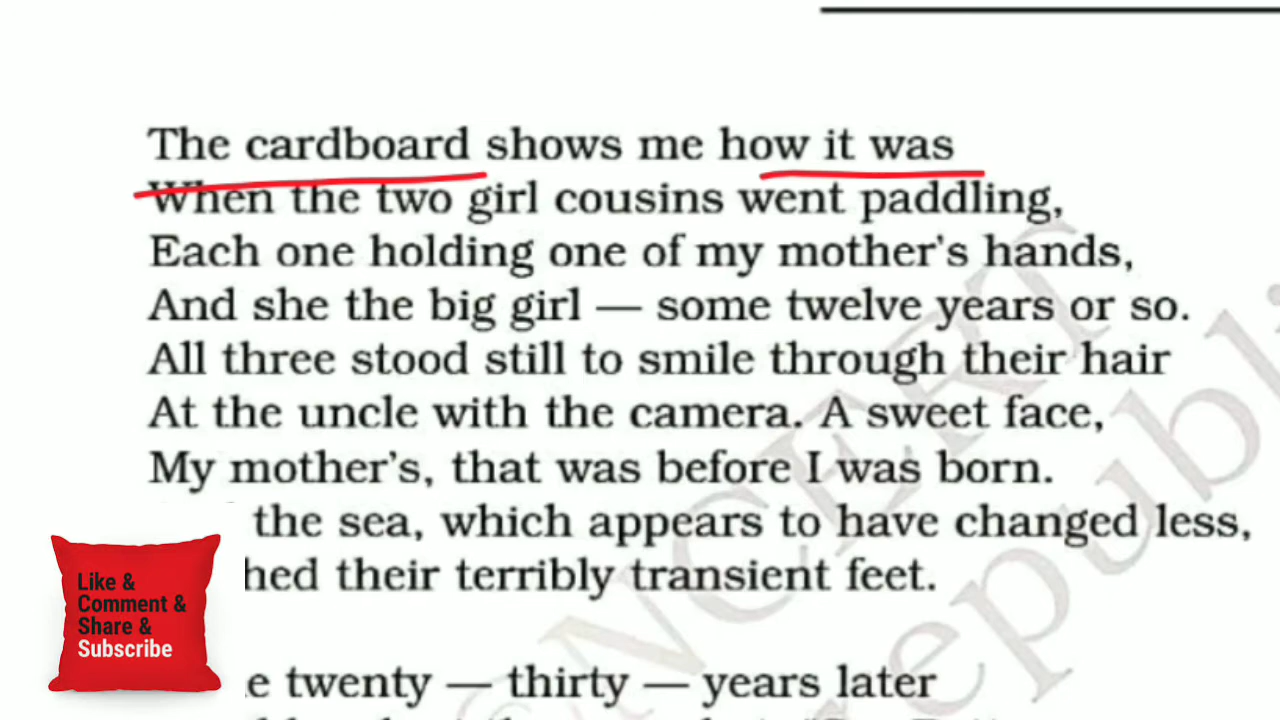 The cardboard shows me how it was
When the two girl cousins went paddling,
Each one holding one of my mother's hands,
And she the big girl — some twelve years or so.
All three stood still to smile through their hair
At the uncle with the camera. A sweet face,
My mother's, that was before I was born.
the sea, which appears to have changed less,
hed their terribly transient feet.
e twenty — thirty — years later
Like &
Comment &
Share &
Subscribe
NCERT
republi